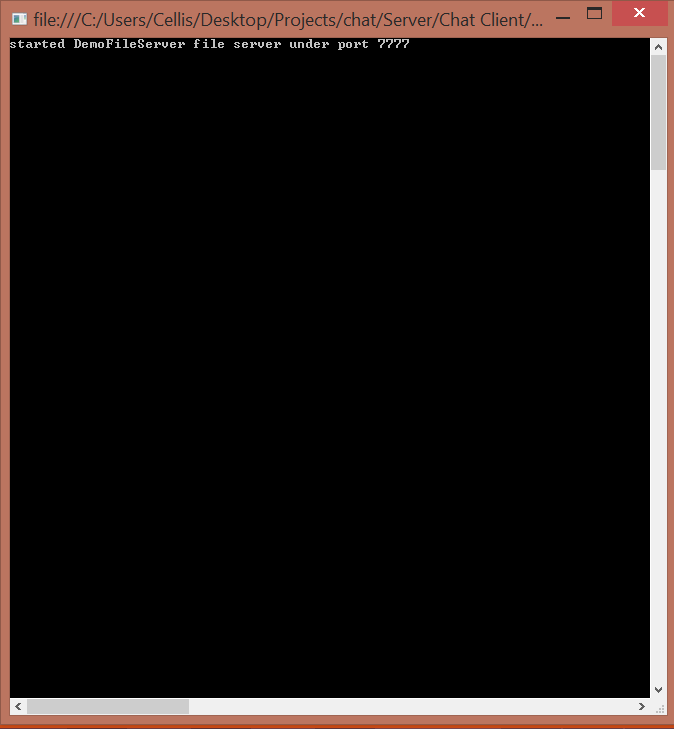 file:///C:/Users/Cellis/Desktop/Projects/chat/Server/Chat Client/...
started DemoFileServer file server under port 7777